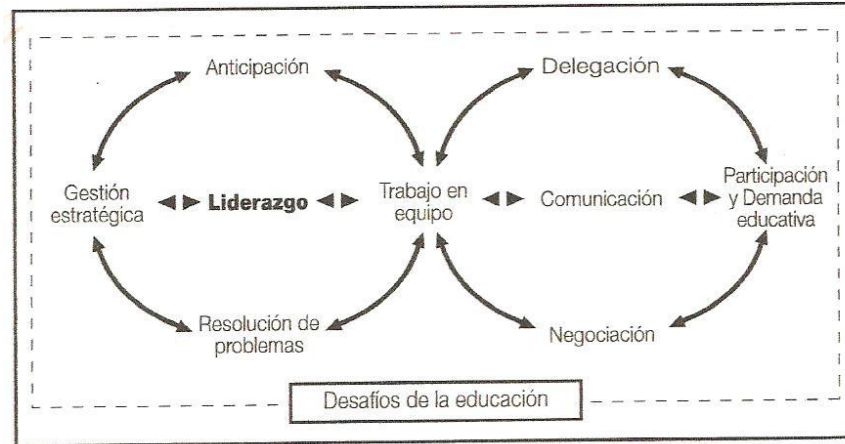 Anticipación
Delegación
Gestión
estratégica
Liderazgo
Trabajo en
equipo
Comunicación
Participación
y Demanda
educativa
Resolución de
problemas
Negociación
Desafíos de la educación